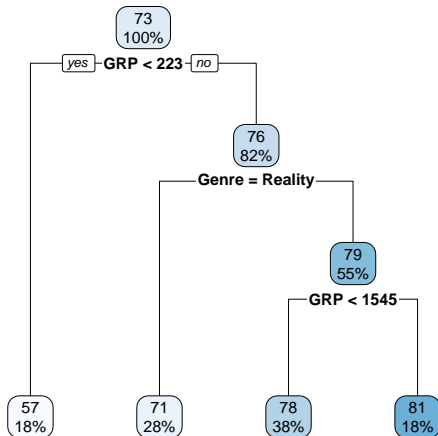 73
100%
yes GRP < 223 no
76
82%
Genre = Reality
79
55%
GRP < 1545
57 71 78 81
18% 28% 38% 18%